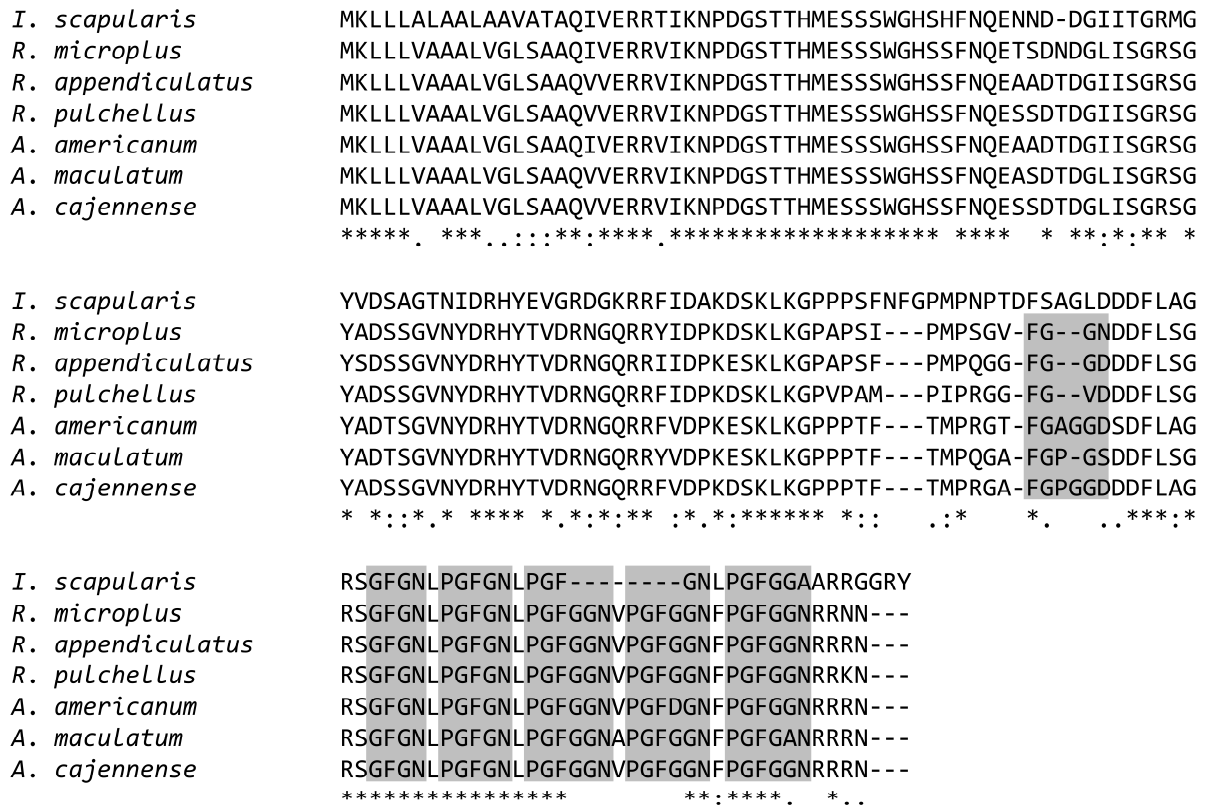 I. scapularis MKLLLALAALAAVATAQIVERRTIKNPDGSTTHMESSSWGHSHFNQENND-DGIITGRMG
R. microplus MKLLLVAAALVGLSAAQIVERRVIKNPDGSTTHMESSSWGHSSFNQETSDNDGLISGRSG
R. appendiculatus MKLLLVAAALVGLSAAQVVERRVIKNPDGSTTHMESSSWGHSSFNQEAADTDGLISGRSG
R. pulchellus MKLLLVAAALVGLSAAQVVERRVIKNPDGSTTHMESSSWGHSSFNQESSDTDGIISGRSG
A. americanum MKLLLVAAALVGLSAAQIVERRVIKNPDGSTTHMESSSWGHSSFNQEAADTDGIISGRSG
A. maculatum MKLLLVAAALVGLSAAQVVERRVIKNPDGSTTHMESSSWGHSSFNQEASDTDGLISGRSG
A. cajennense MKLLLVAAALVGLSAAQVVERRVIKNPDGSTTHMESSSWGHSSFNQESSDTDGLISGRSG
*****. ***..:::**:****.******************* **** * **:*:** *
I. scapularis YVDSAGTNIDRHYEVGRDGKRRFIDAKDSKLKGPPPSFNFGPMPNPTDFSAGLDDDFLAG
R. microplus YADSSGVNYDRHYTVDRNGQRRYIDPKDSKLKGPAPSI---PMPSGV-FG--GNDDFLSG
R. appendiculatus YSDSSGVNYDRHYTVDRNGQRRIIDPKESKLKGPAPSF---PMPQGG-FG--GDDDFLSG
R. pulchellus YADSSGVNYDRHYTVDRNGQRRFIDPKDSKLKGPVPAM---PIPRGG-FG--VDDDFLSG
A. americanum YADTSGVNYDRHYTVDRNGQRRFVDPKESKLKGPPPTF---TMPRGT-FGAGGDSDFLAG
A. maculatum YADTSGVNYDRHYTVDRNGQRRYVDPKESKLKGPPPTF---TMPQGA-FGP-GSDDFLSG
A. cajennense YADSSGVNYDRHYTVDRNGQRRFVDPKDSKLKGPPPTF---TMPRGA-FGPGGDDDFLAG
* *::*.* **** *.*:*:** :*.*:****** *:: .:* *. ..***:*
I. scapularis RSGFGNLPGFGNLPGF--------GNLPGFGGAARRGGRY
R. microplus RSGFGNLPGFGNLPGFGGNVPGFGGNFPGFGGNRRNN---
R. appendiculatus RSGFGNLPGFGNLPGFGGNVPGFGGNFPGFGGNRRRN---
R. pulchellus RSGFGNLPGFGNLPGFGGNVPGFGGNFPGFGGNRRKN---
A. americanum RSGFGNLPGFGNLPGFGGNVPGFDGNFPGFGGNRRRN---
A. maculatum RSGFGNLPGFGNLPGFGGNAPGFGGNFPGFGANRRRN---
A. cajennense RSGFGNLPGFGNLPGFGGNVPGFGGNFPGFGGNRRRN---
**************** **:****. *..